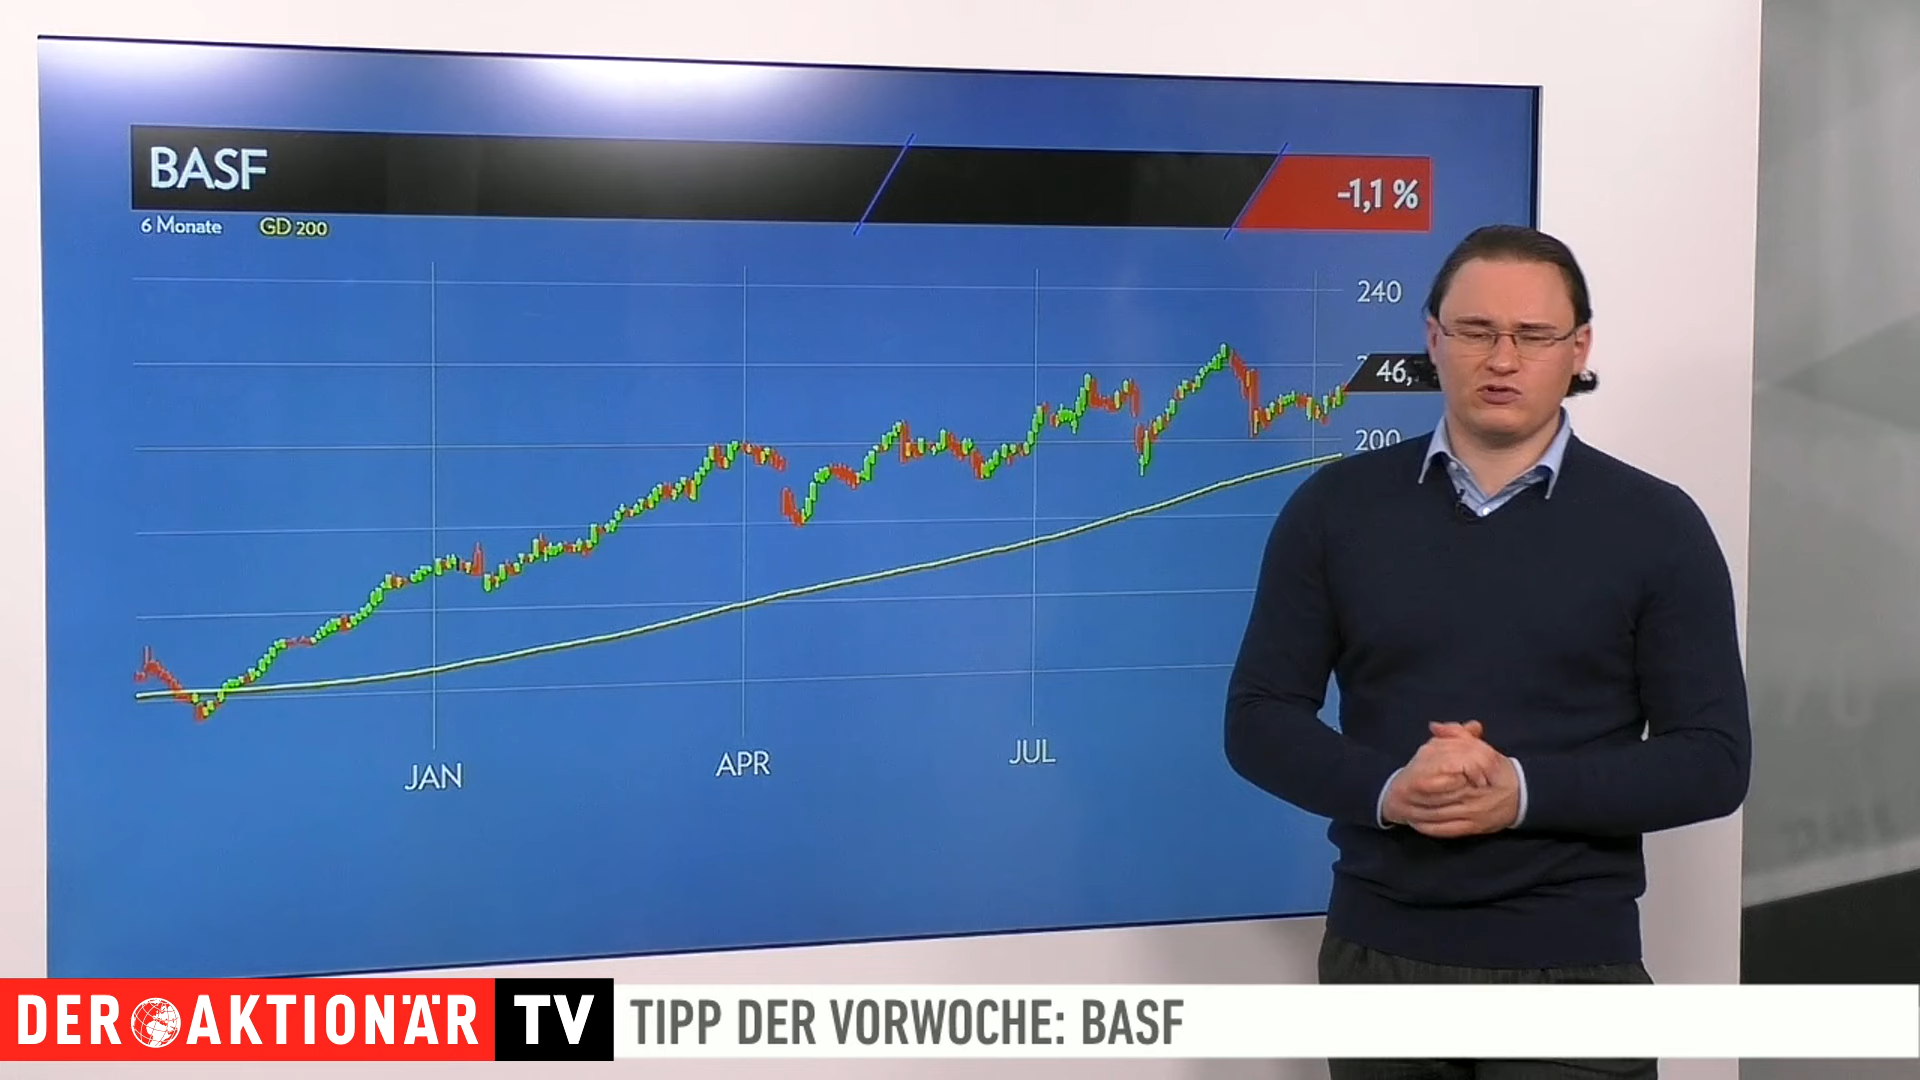 BASF
-1,1 %
6 Monate GD 200
240
46,
200
JAN
APR
JUL
DER AKTIONÄR TV
TIPP DER VORWOCHE: BASF